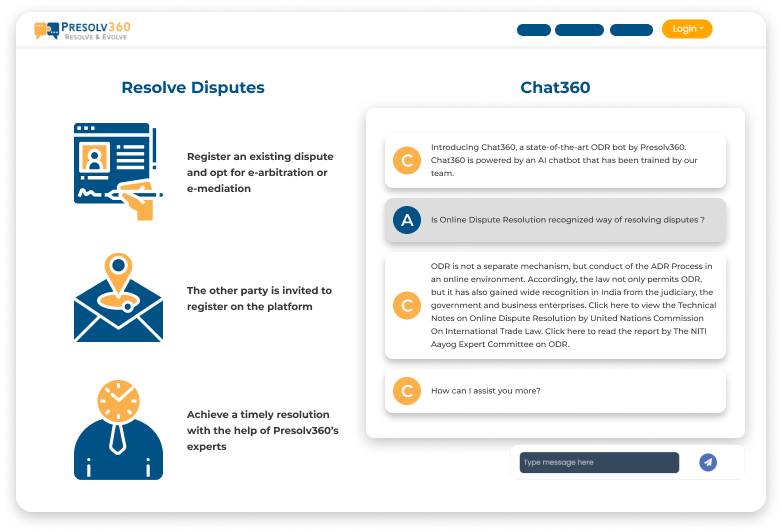 PRESOLV360
RESOLVE & EVOLVE
Login
Resolve Disputes
Register an existing dispute
and opt for e-arbitration or
e-mediation
The other party is invited to
register on the platform
Achieve a timely resolution
with the help of Presolv360's
experts
Chat360
C
Introducing Chat360, a state-of-the-art ODR bot by Presolv360.
Chat360 is powered by an AI chatbot that has been trained by our
team.
A
Is Online Dispute Resolution recognized way of resolving disputes ?
C
ODR is not a separate mechanism, but conduct of the ADR Process in
an online environment. Accordingly, the law not only permits ODR,
but it has also gained wide recognition in India from the judiciary, the
government and business enterprises. Click here to view the Technical
Notes on Online Dispute Resolution by United Nations Commission
On International Trade Law. Click here to read the report by The NITI
Aayog Expert Committee on ODR.
C
How can I assist you more?
Type message here